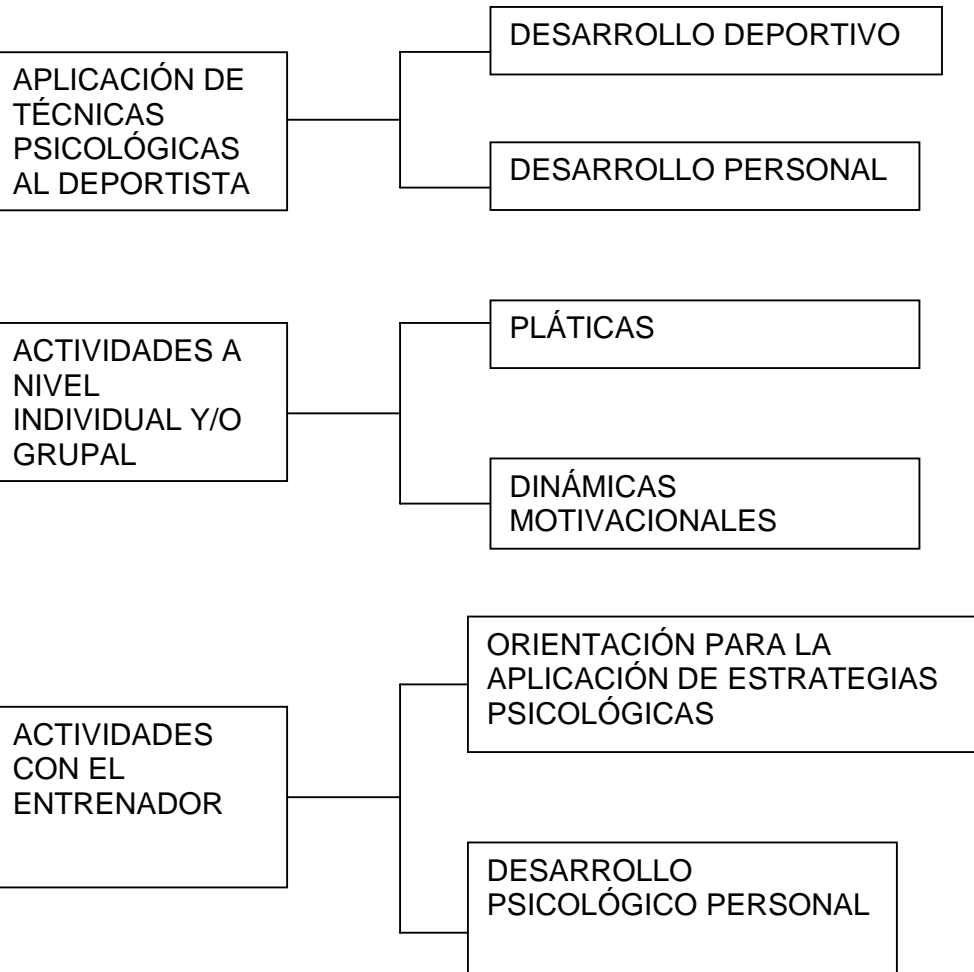 APLICACIÓN DE
TÉCNICAS
PSICOLÓGICAS
AL DEPORTISTA
DESARROLLO DEPORTIVO
DESARROLLO PERSONAL
ACTIVIDADES A
NIVEL
INDIVIDUAL Y/O
GRUPAL
PLÁTICAS
DINÁMICAS
MOTIVACIONALES
ACTIVIDADES
CON EL
ENTRENADOR
ORIENTACIÓN PARA LA
APLICACIÓN DE ESTRATEGIAS
PSICOLÓGICAS
DESARROLLO
PSICOLÓGICO PERSONAL